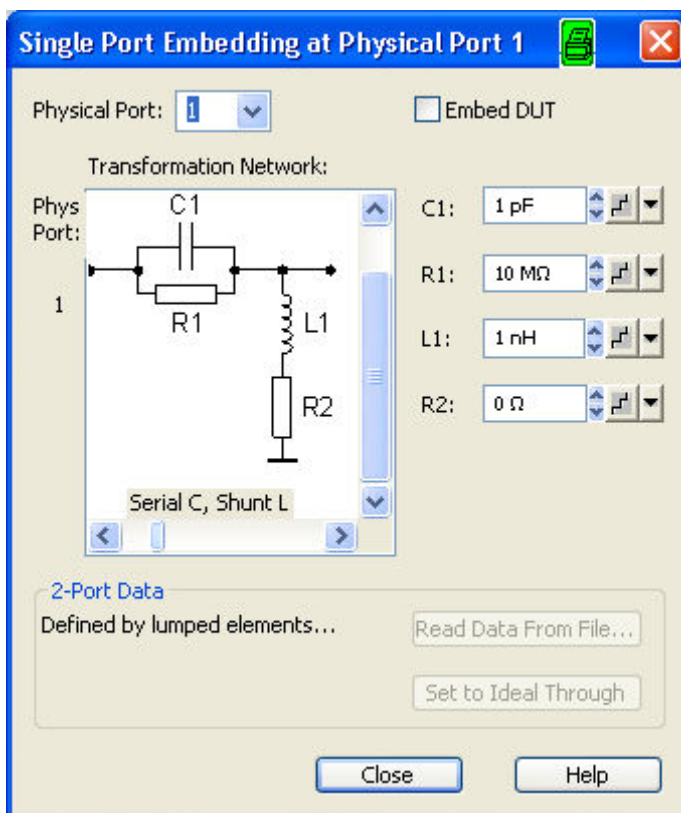 Single Port Embedding at Physical Port 1
Physical Port: 1
Embed DUT
Transformation Network:
Phys Port:
1
C1
R1
L1
R2
Serial C, Shunt L
C1: 1 pF
R1: 10 MΩ
L1: 1 nH
R2: 0 Ω
2-Port Data
Defined by lumped elements...
Read Data From File...
Set to Ideal Through
Close
Help